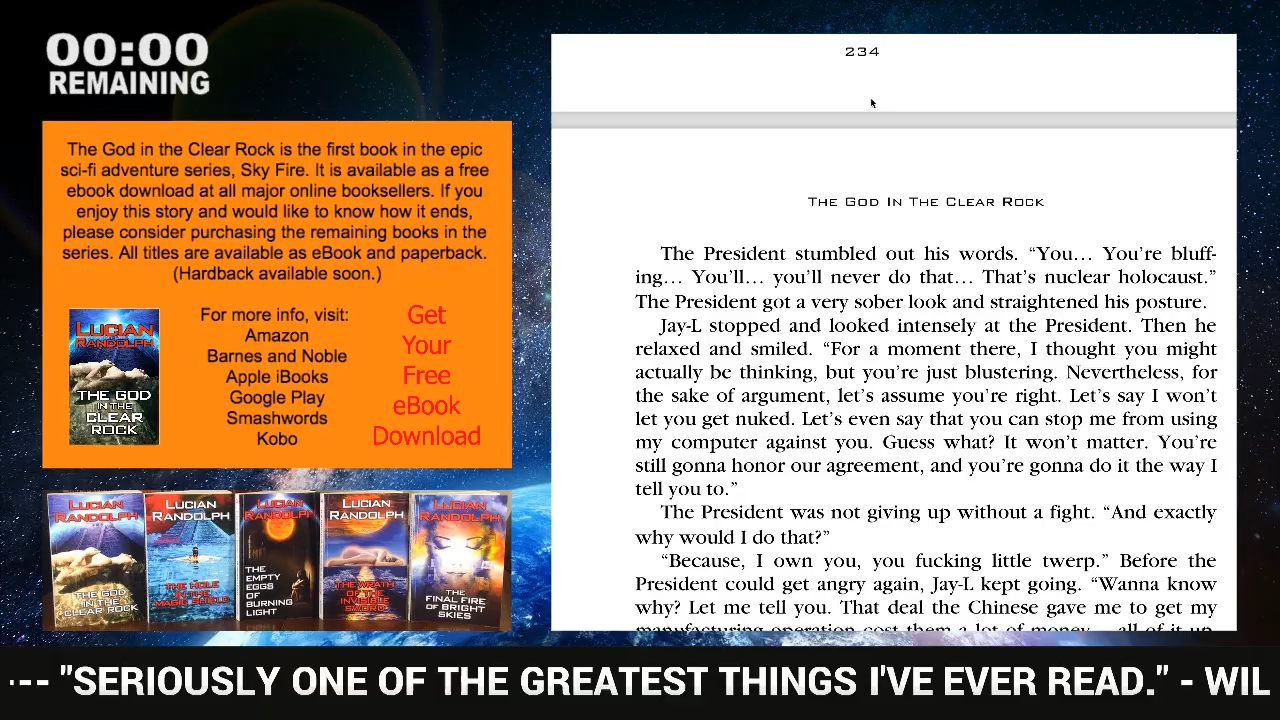 00:00
REMAINING
The God in the Clear Rock is the first book in the epic
sci-fi adventure series, Sky Fire. It is available as a free
ebook download at all major online booksellers. If you
enjoy this story and would like to know how it ends,
please consider purchasing the remaining books in the
series. All titles are available as eBook and paperback.
(Hardback available soon.)
LUCIAN
RANDOLPH
THE GOD
IN THE
CLEAR
ROCK
For more info, visit:
Amazon
Barnes and Noble
Apple iBooks
Google Play
Smashwords
Kobo
Get
Your
Free
eBook
Download
LUCIAN
RANDOLPH
THE GOD
IN THE
CLEAR ROCK
LUCIAN
RANDOLPH
THE HOLE
IN THE
MAGIC SHIELD
LUCIAN
RANDOLPH
THE
EMPTY
EGGS
OF
BURNING
LIGHT
LUCIAN
RANDOLPH
THE WRATH
OF THE
INVISIBLE
SWORD
LUCIAN
RANDOLPH
THE
FINAL FIRE
OF BRIGHT
SKIES
234
THE GOD IN THE CLEAR ROCK
The President stumbled out his words. “You… You’re bluff-
ing… You’ll… you’ll never do that… That’s nuclear holocaust.”
The President got a very sober look and straightened his posture.
Jay-L stopped and looked intensely at the President. Then he
relaxed and smiled. “For a moment there, I thought you might
actually be thinking, but you’re just blustering. Nevertheless, for
the sake of argument, let’s assume you’re right. Let’s say I won’t
let you get nuked. Let’s even say that you can stop me from using
my computer against you. Guess what? It won’t matter. You’re
still gonna honor our agreement, and you’re gonna do it the way I
tell you to.”
The President was not giving up without a fight. “And exactly
why would I do that?”
“Because, I own you, you fucking little twerp.” Before the
President could get angry again, Jay-L kept going. “Wanna know
why? Let me tell you. That deal the Chinese gave me to get my
manufacturing operation cost them a lot of money… all of it up
-- "SERIOUSLY ONE OF THE GREATEST THINGS I'VE EVER READ." - WIL